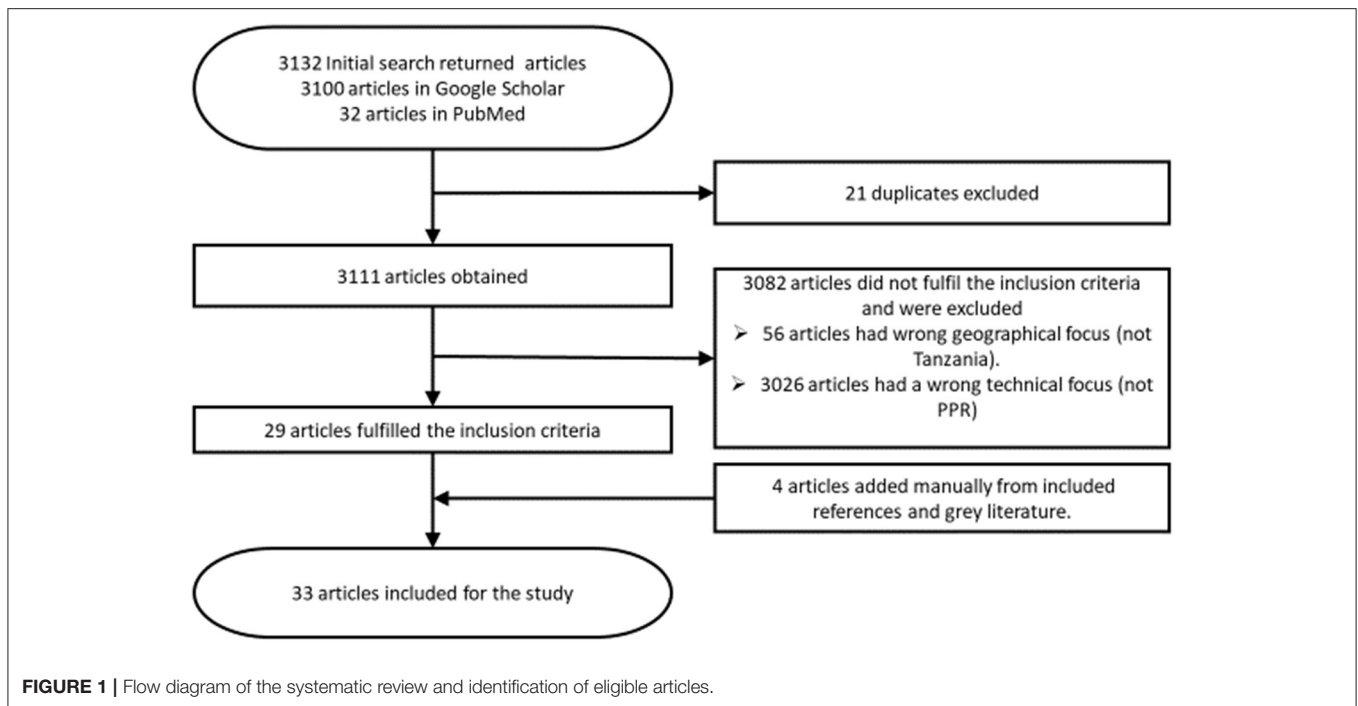 3132 Initial search returned articles
3100 articles in Google Scholar
32 articles in PubMed
21 duplicates excluded
3111 articles obtained
3082 articles did not fulfil the inclusion criteria
and were excluded
➢ 56 articles had wrong geographical focus (not
Tanzania).
➢ 3026 articles had a wrong technical focus (not
PPR)
29 articles fulfilled the inclusion criteria
4 articles added manually from included
references and grey literature.
33 articles included for the study
FIGURE 1 | Flow diagram of the systematic review and identification of eligible articles.